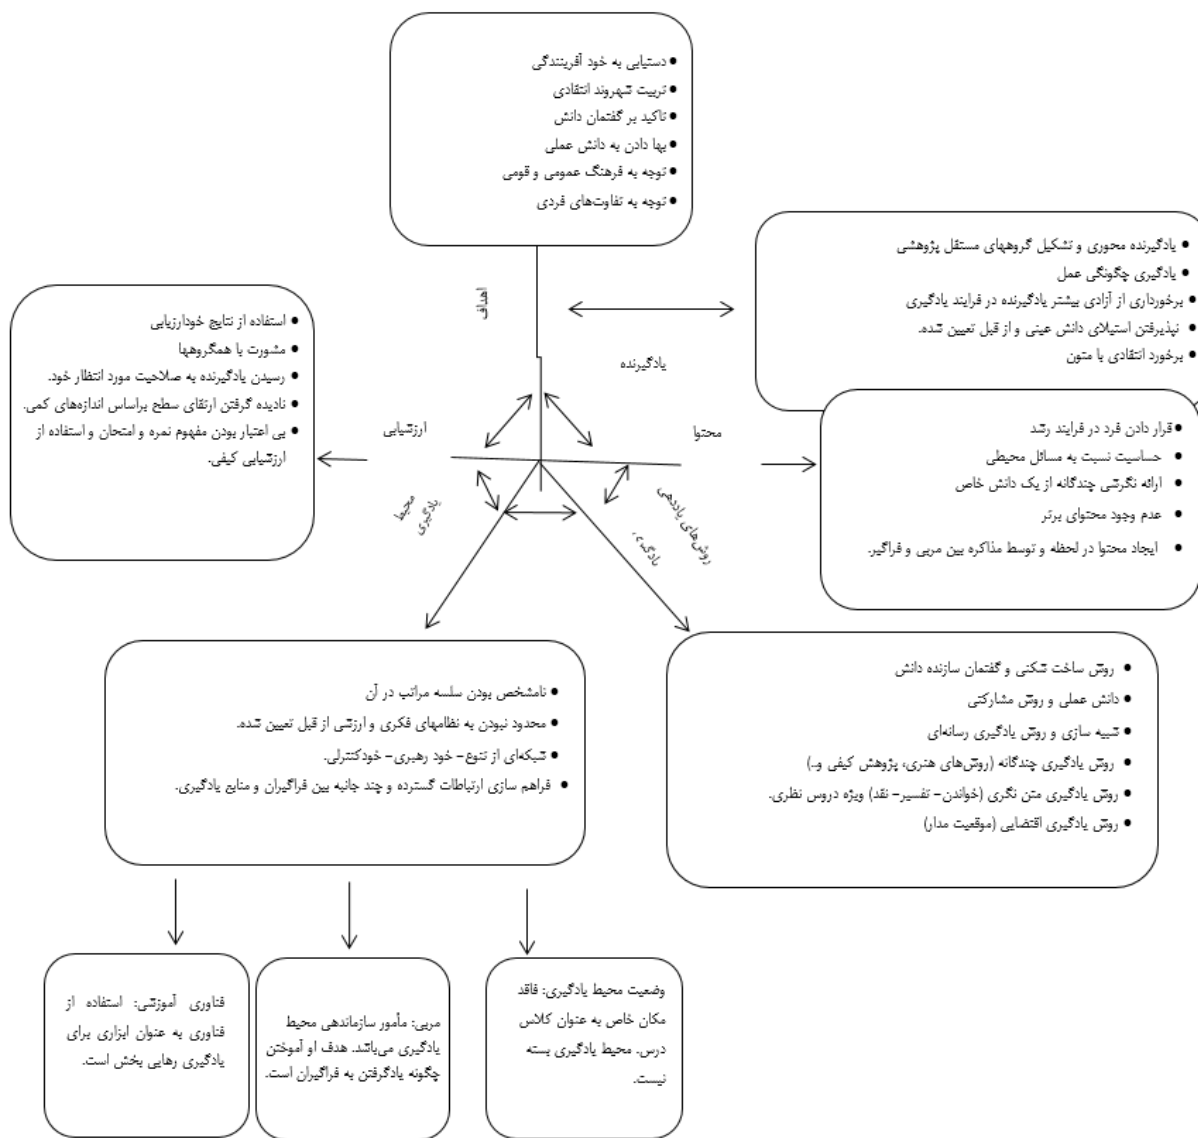 ● دستیابی به خود آفرینندگی
● تربیت شهروند انتقادی
● تاکید بر گفتمان دانش
● بها دادن به دانش عملی
● توجه به فرهنگ عمومی و قومی
● توجه به تفاوت‌های فردی
● یادگیرنده محوری و تشکیل گروههای مستقل پژوهشی
● یادگیری چگونگی عمل
● برخورداری از آزادی بیشتر یادگیرنده در فرایند یادگیری
● نپذیرفتن استیلای دانش عینی و از قبل تعیین شده.
● برخورد انتقادی با متون
اهداف
یادگیرنده
● استفاده از نتایج خودارزیابی
● مشورت با همگروهها
● رسیدن یادگیرنده به صلاحیت مورد انتظار خود.
● نادیده گرفتن ارتقای سطح براساس اندازه‌های کمی.
● بی اعتبار بودن مفهوم نمره و امتحان و استفاده از
ارزشیابی کیفی.
ارزشیابی
محتوا
● قرار دادن فرد در فرایند رشد
● حساسیت نسبت به مسائل محیطی
● ارائه نگرشی چندگانه از یک دانش خاص
● عدم وجود محتوای برتر
● ایجاد محتوا در لحظه و توسط مذاکره بین مربی و فراگیر.
محیط
یادگیری
روش‌های یاددهی
● روش ساخت شکنی و گفتمان سازنده دانش
● دانش عملی و روش مشارکتی
● شبیه سازی و روش یادگیری رسانه‌ای
● روش یادگیری چندگانه (روش‌های هنری، پژوهش کیفی و..)
● روش یادگیری متن نگری (خواندن- تفسیر- نقد) ویژه دروس نظری.
● روش یادگیری اقتضایی (موقعیت مدار)
● نامشخص بودن سلسه مراتب در آن
● محدود نبودن به نظامهای فکری و ارزشی از قبل تعیین شده.
● شبکه‌ای از تنوع- خود رهبری- خودکنترلی.
● فراهم سازی ارتباطات گسترده و چند جانبه بین فراگیران و منابع یادگیری.
وضعیت محیط یادگیری: فاقد
مکان خاص به عنوان کلاس
درس. محیط یادگیری بسته
نیست.
مربی: مأمور سازماندهی محیط
یادگیری می‌باشد. هدف او آموختن
چگونه یادگرفتن به فراگیران است.
فناوری آموزشی: استفاده از
فناوری به عنوان ابزاری برای
یادگیری رهایی بخش است.